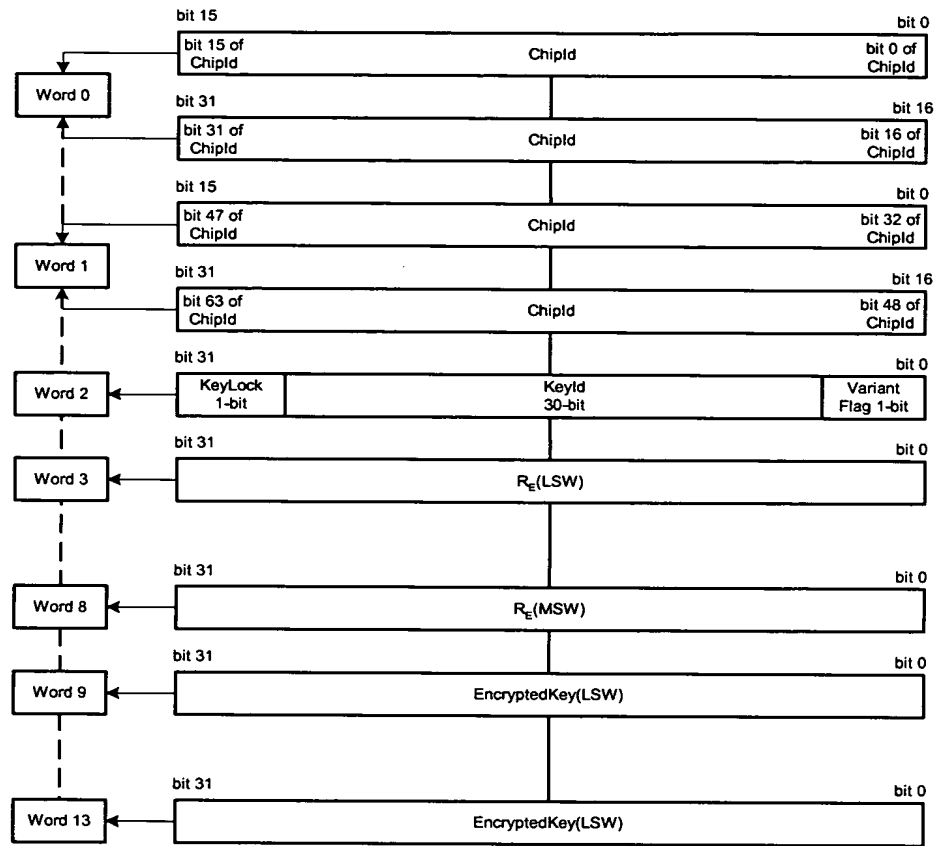 bit 15 bit 0
bit 15 of ChipId bit 0 of
ChipId ChipId
Word 0
bit 31 bit 16
bit 31 of ChipId bit 16 of
ChipId ChipId
bit 15 bit 0
bit 47 of ChipId bit 32 of
ChipId ChipId
Word 1
bit 31 bit 16
bit 63 of ChipId bit 48 of
ChipId ChipId
bit 31 bit 0
Word 2 KeyLock KeyId Variant
1-bit 30-bit Flag 1-bit
bit 31 bit 0
Word 3 R_E(LSW)
bit 31 bit 0
Word 8 R_E(MSW)
bit 31 bit 0
Word 9 EncryptedKey(LSW)
bit 31 bit 0
Word 13 EncryptedKey(LSW)